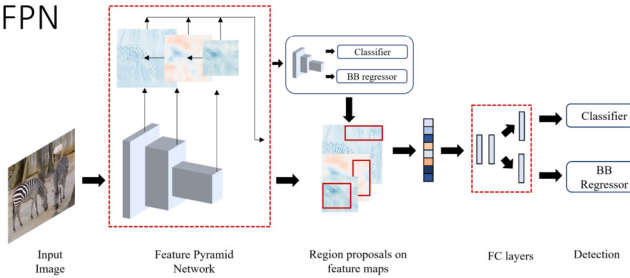 FPN
Classifier
BB regressor
Classifier
BB
Regressor
Input
Image
Feature Pyramid
Network
Region proposals on
feature maps
FC layers
Detection